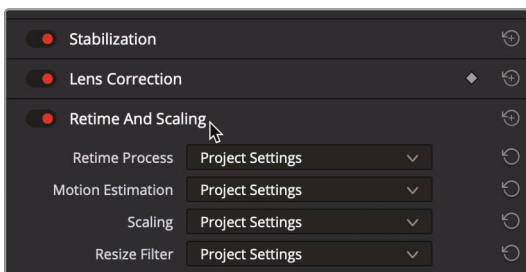 Stabilization
Lens Correction
Retime And Scaling
Retime Process Project Settings
Motion Estimation Project Settings
Scaling Project Settings
Resize Filter Project Settings